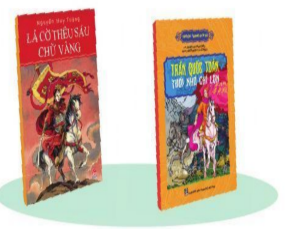 Nguyễn Huy Tưởng
LÁ CỜ THÊU SÁU
CHỮ VÀNG
TRẦN QUỐC TOẢN
TUỔI NHỎ CHÍ LỚN